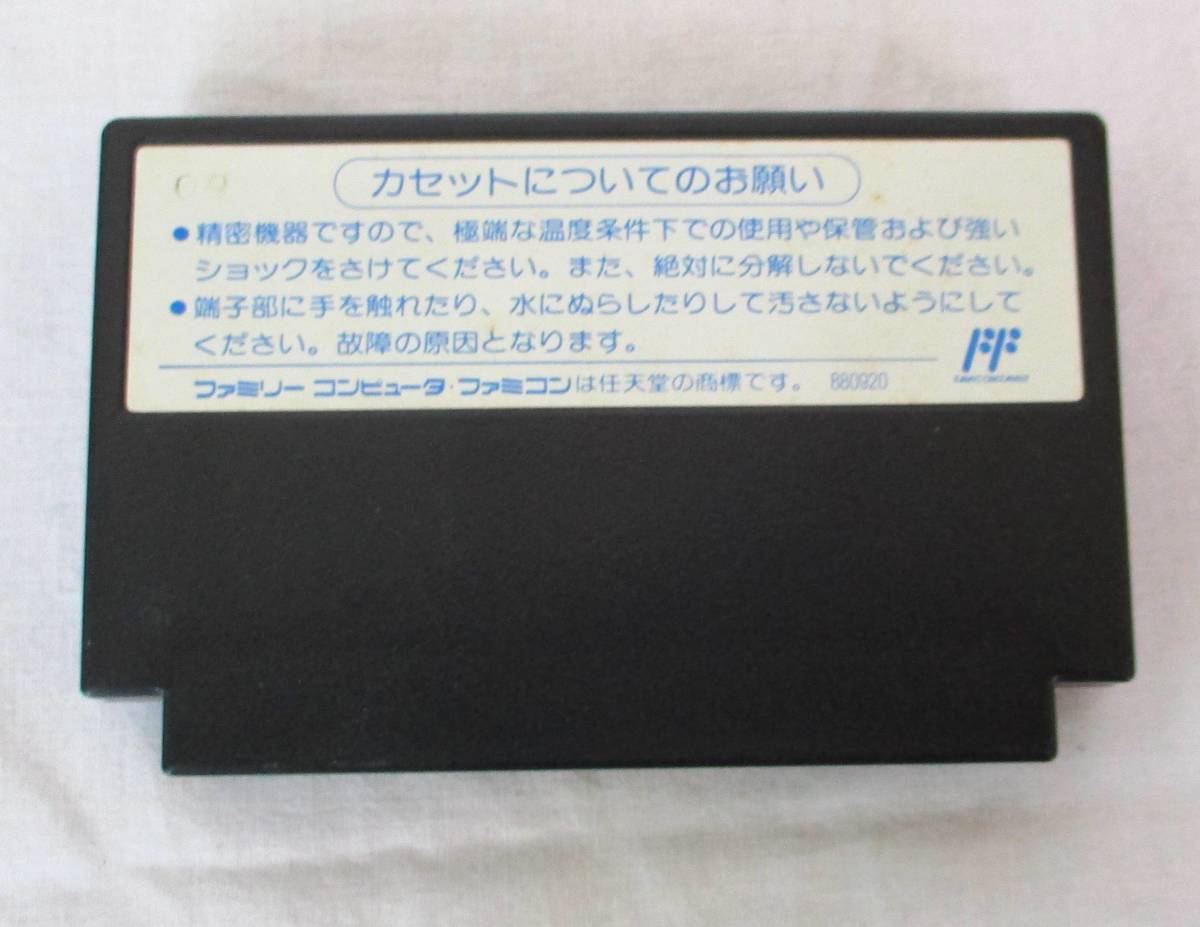 カセットについてのお願い
●精密機器ですので、極端な温度条件下での使用や保管および強い
ショックをさけてください。また、絶対に分解しないでください。
●端子部に手を触れたり、水にぬらしたりして汚さないようにして
ください。故障の原因となります。
ファミリー コンピュータ・ファミコンは任天堂の商標です。 880920